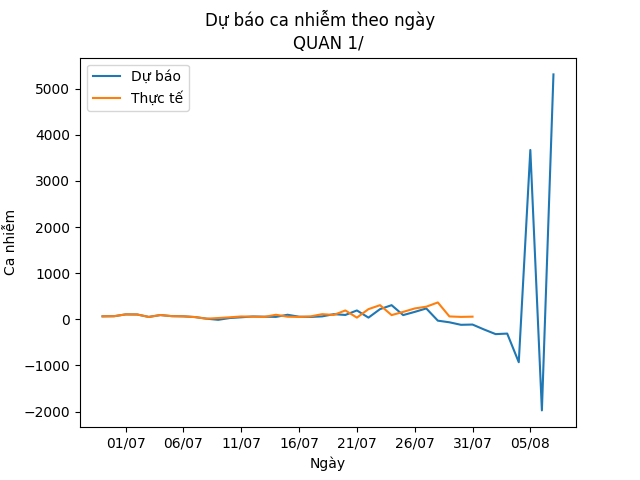 Dự báo ca nhiễm theo ngày
QUAN 1/
Dự báo
Thực tế
5000
4000
3000
2000
1000
0
−1000
−2000
Ca nhiễm
01/07 06/07 11/07 16/07 21/07 26/07 31/07 05/08
Ngày